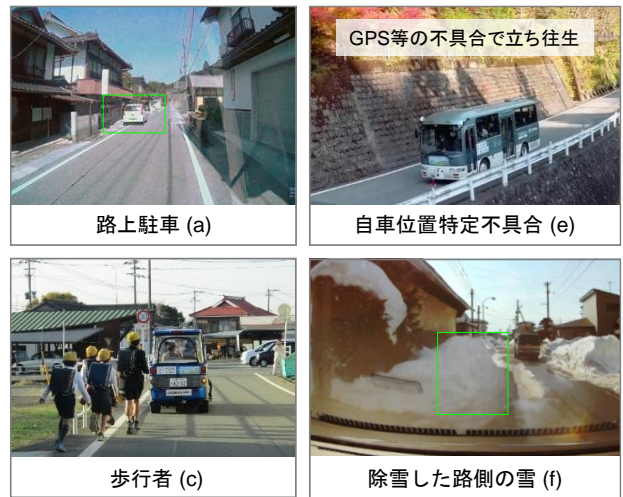 GPS等の不具合で立ち往生
路上駐車 (a)
自車位置特定不具合 (e)
歩行者 (c)
除雪した路側の雪 (f)